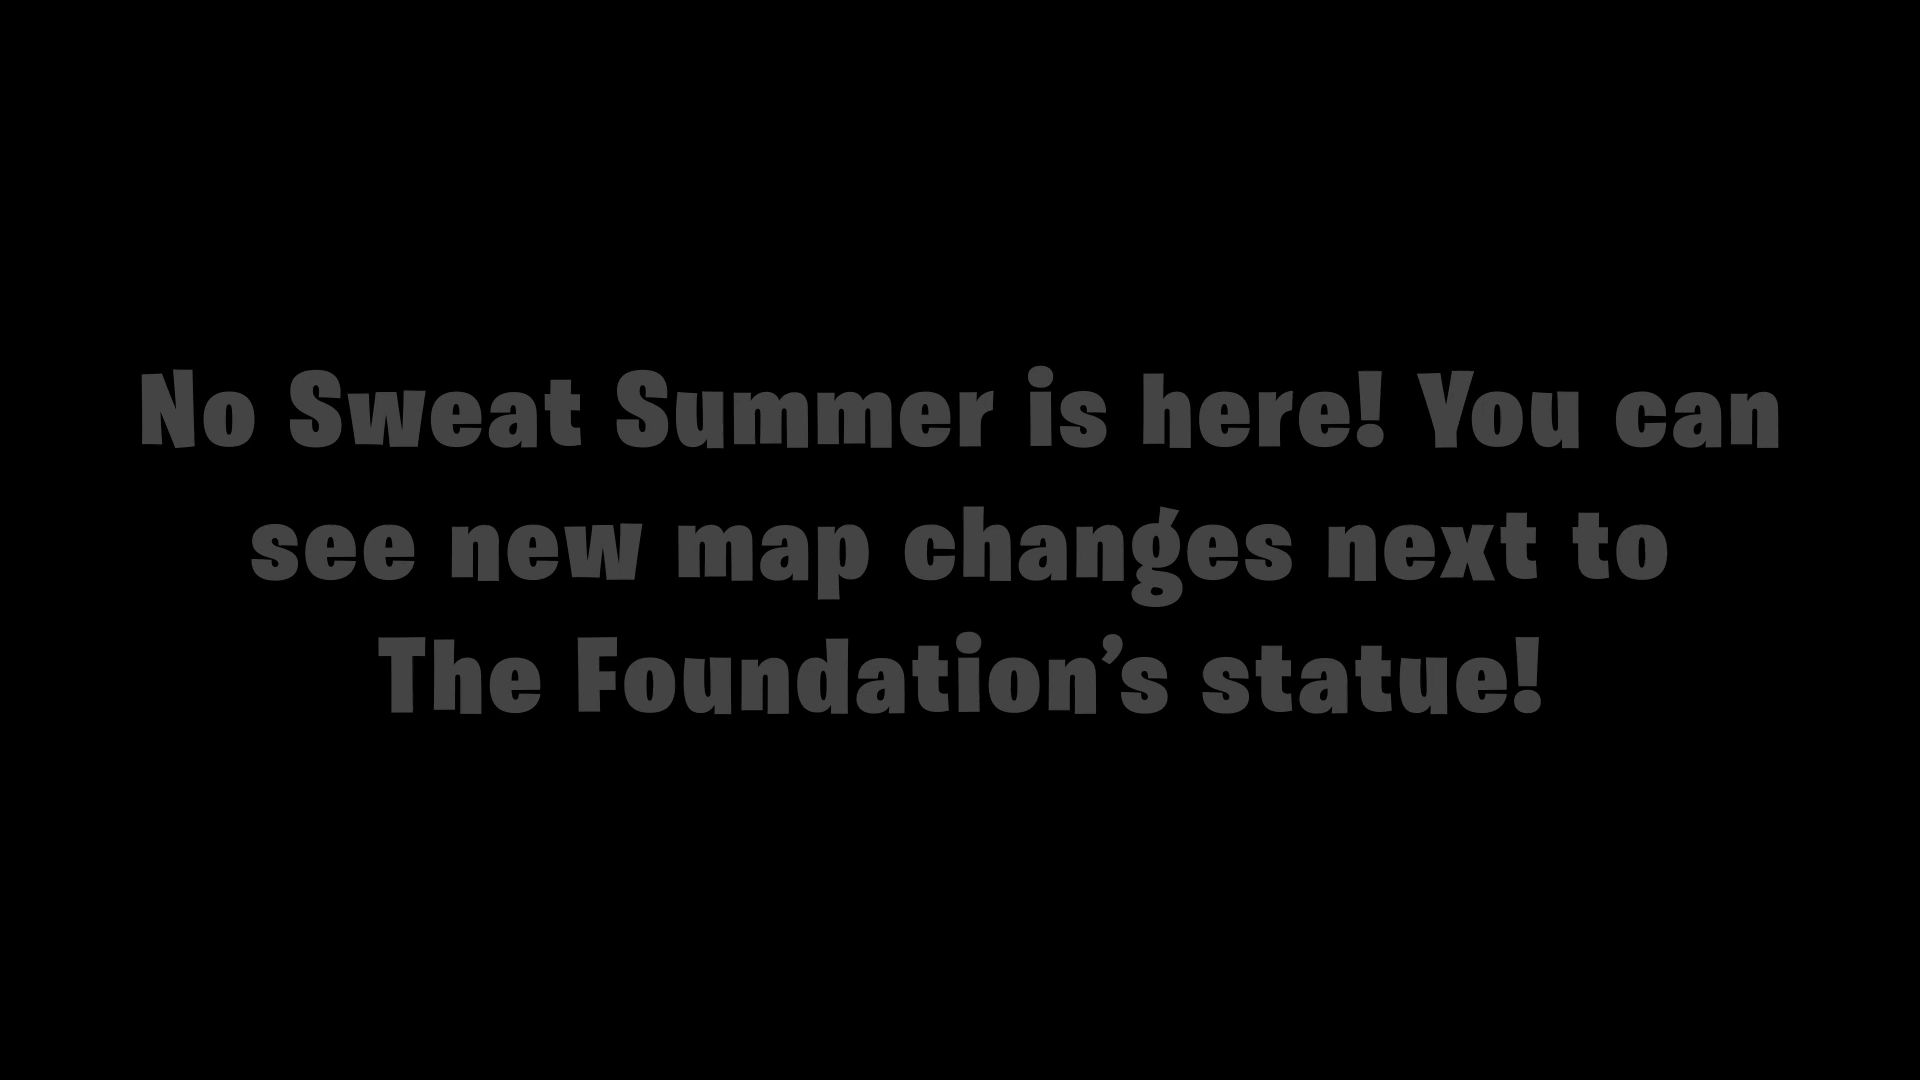 No Sweat Summer is here! You can
see new map changes next to
The Foundation’s statue!